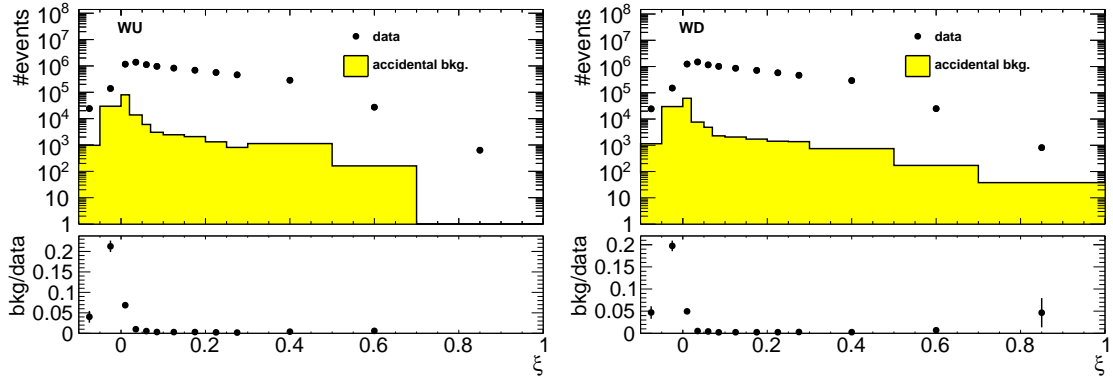 #events
10^8
10^7
10^6
10^5
10^4
10^3
10^2
10
1
WU
data
accidental bkg.
bkg/data
0.2
0.15
0.1
0.05
0
0 0.2 0.4 0.6 0.8 1
ξ
#events
10^8
10^7
10^6
10^5
10^4
10^3
10^2
10
1
WD
data
accidental bkg.
bkg/data
0.2
0.15
0.1
0.05
0
0 0.2 0.4 0.6 0.8 1
ξ